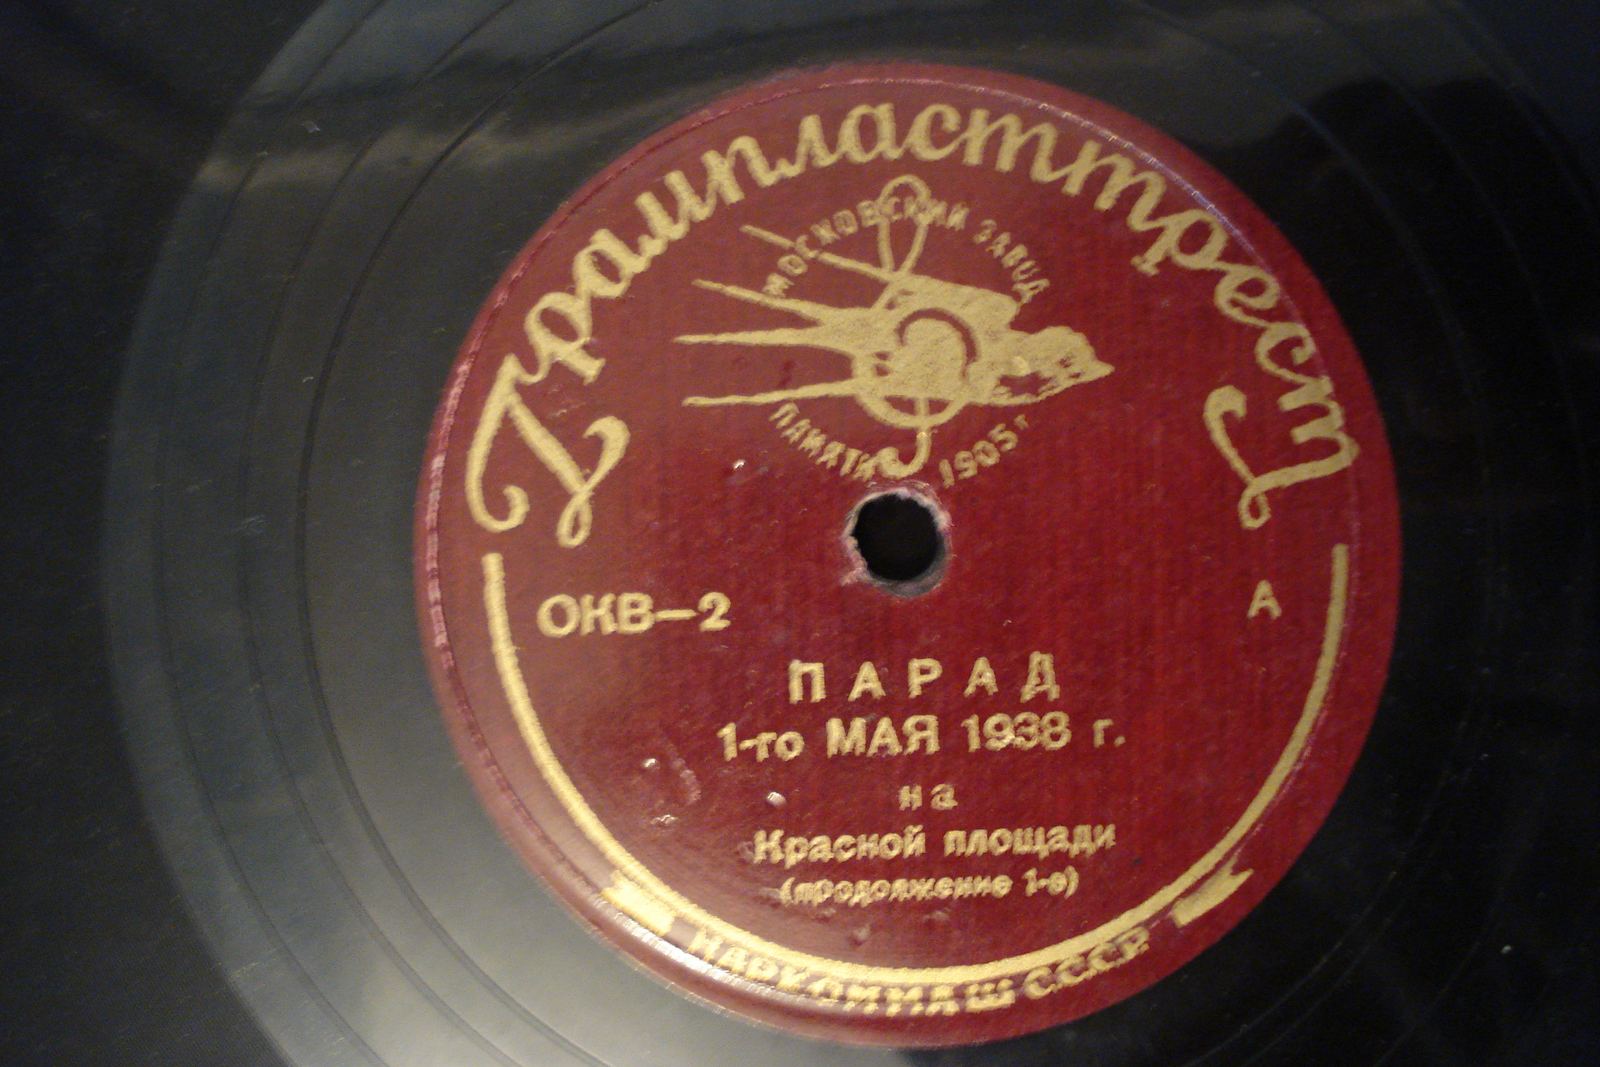 Грампласттрест
МОСКОВСКИЙ ЗАВОД
ПАМЯТИ 1905 г
ОКВ-2
А
ПАРАД
1-го МАЯ 1938 г.
на
Красной площади
(продолжение 1-е)
НАРКОММАШ СССР